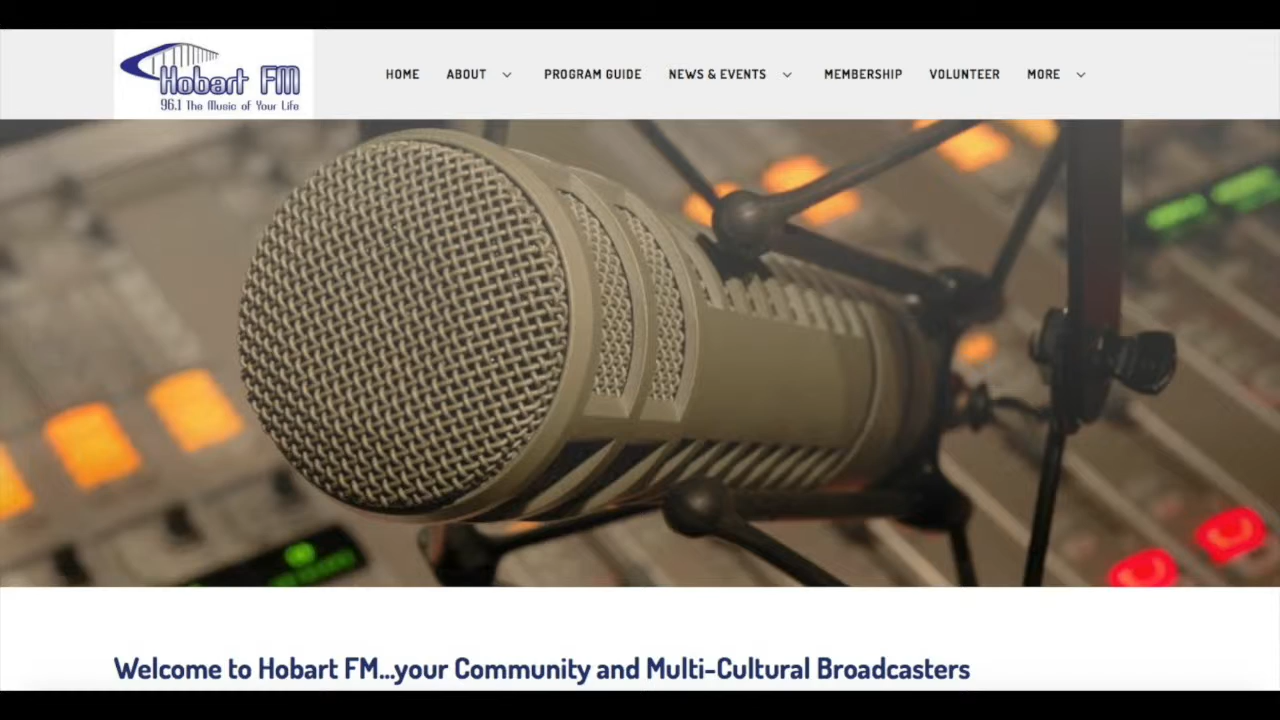 Hobart FM
96.1 The Music of Your Life
HOME ABOUT PROGRAM GUIDE NEWS & EVENTS MEMBERSHIP VOLUNTEER MORE
Welcome to Hobart FM...your Community and Multi-Cultural Broadcasters